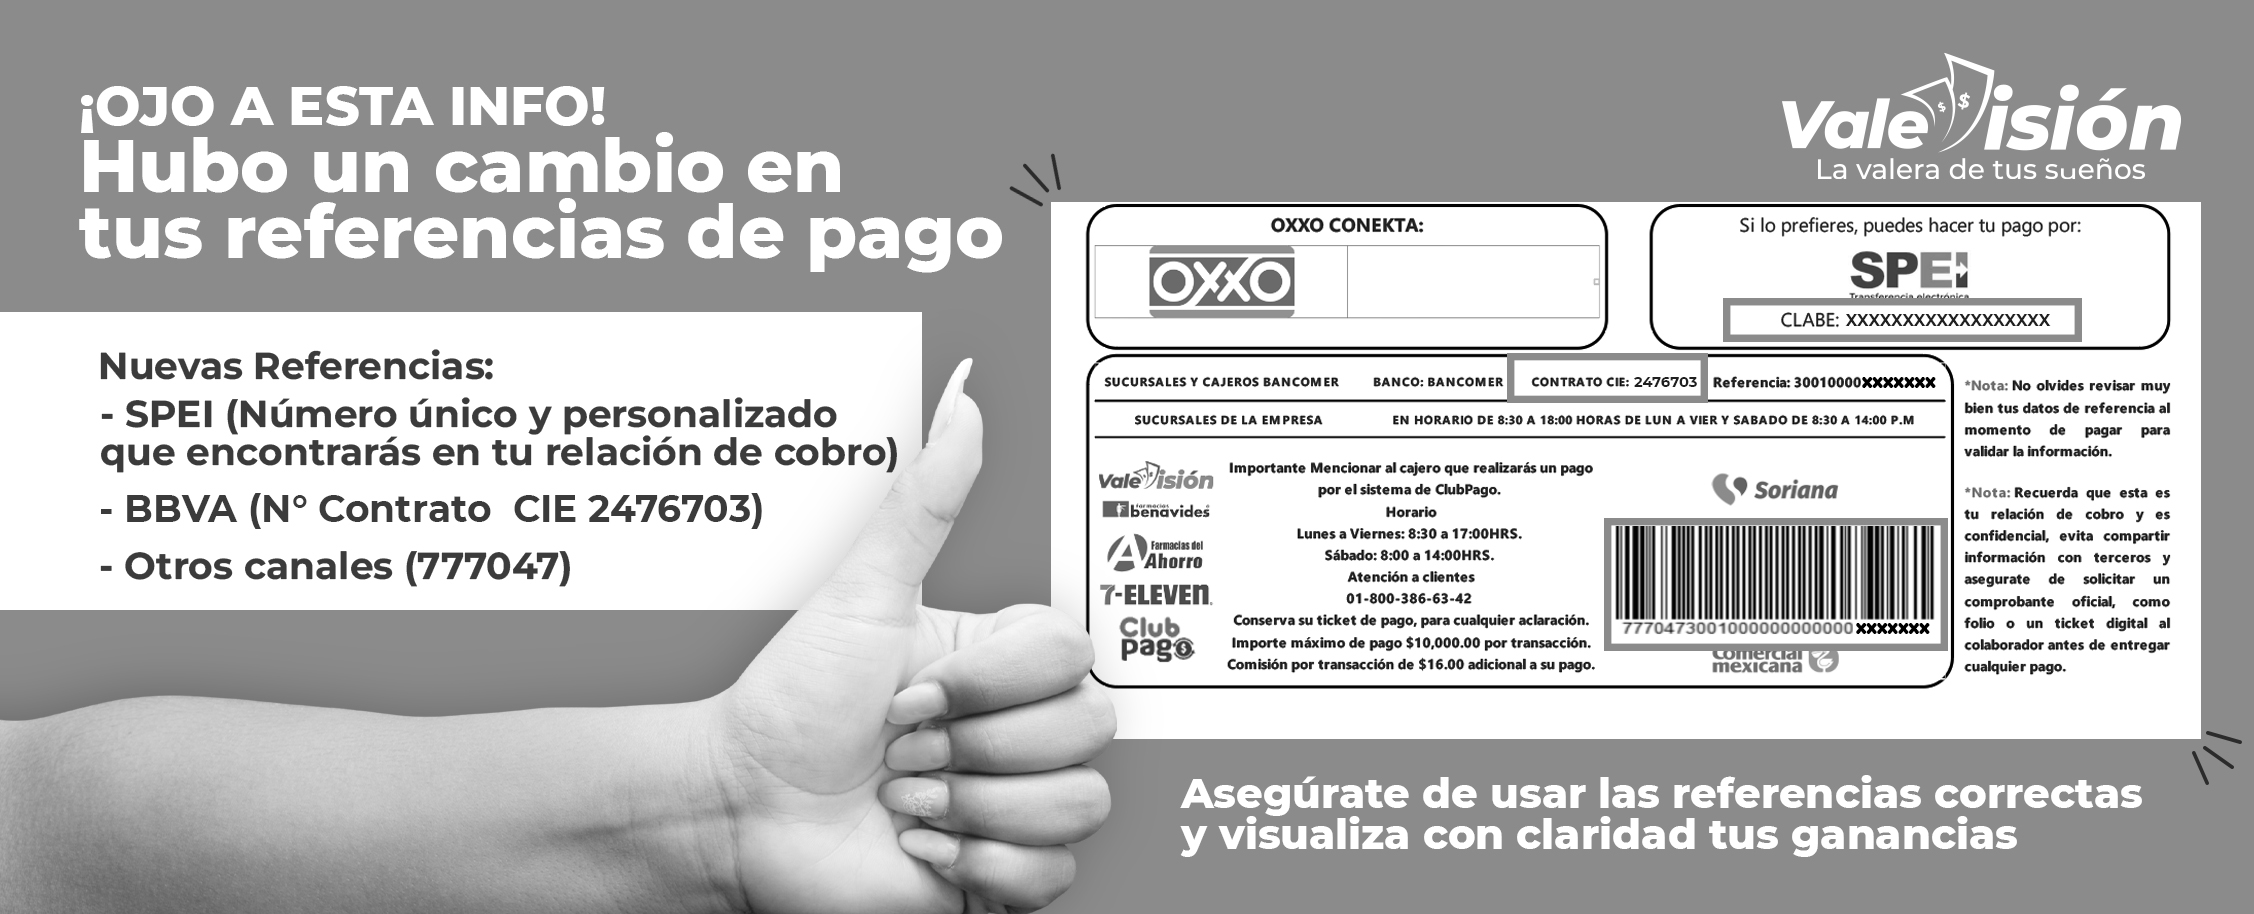 ¡OJO A ESTA INFO!
Hubo un cambio en
tus referencias de pago
Nuevas Referencias:
- SPEI (Número único y personalizado
que encontrarás en tu relación de cobro)
- BBVA (N° Contrato  CIE 2476703)
- Otros canales (777047)
ValeVisión
La valera de tus sueños
OXXO CONEKTA:
OXXO
Si lo prefieres, puedes hacer tu pago por:
SPEI
Transferencia electrónica
CLABE: XXXXXXXXXXXXXXXXXX
SUCURSALES Y CAJEROS BANCOMER BANCO: BANCOMER CONTRATO CIE: 2476703 Referencia: 30010000XXXXXXX
SUCURSALES DE LA EMPRESA EN HORARIO DE 8:30 A 18:00 HORAS DE LUN A VIER Y SABADO DE 8:30 A 14:00 P.M
ValeVisión
farmacias
benavides
Farmacias del
Ahorro
7-ELEVEN
Club
pago
Importante Mencionar al cajero que realizarás un pago
por el sistema de ClubPago.
Horario
Lunes a Viernes: 8:30 a 17:00HRS.
Sábado: 8:00 a 14:00HRS.
Atención a clientes
01-800-386-63-42
Conserva su ticket de pago, para cualquier aclaración.
Importe máximo de pago $10,000.00 por transacción.
Comisión por transacción de $16.00 adicional a su pago.
Soriana
7770473001000000000000XXXXXXX
comercial
mexicana
*Nota: No olvides revisar muy
bien tus datos de referencia al
momento de pagar para
validar la información.
*Nota: Recuerda que esta es
tu relación de cobro y es
confidencial, evita compartir
información con terceros y
asegurate de solicitar un
comprobante oficial, como
folio o un ticket digital al
colaborador antes de entregar
cualquier pago.
Asegúrate de usar las referencias correctas
y visualiza con claridad tus ganancias